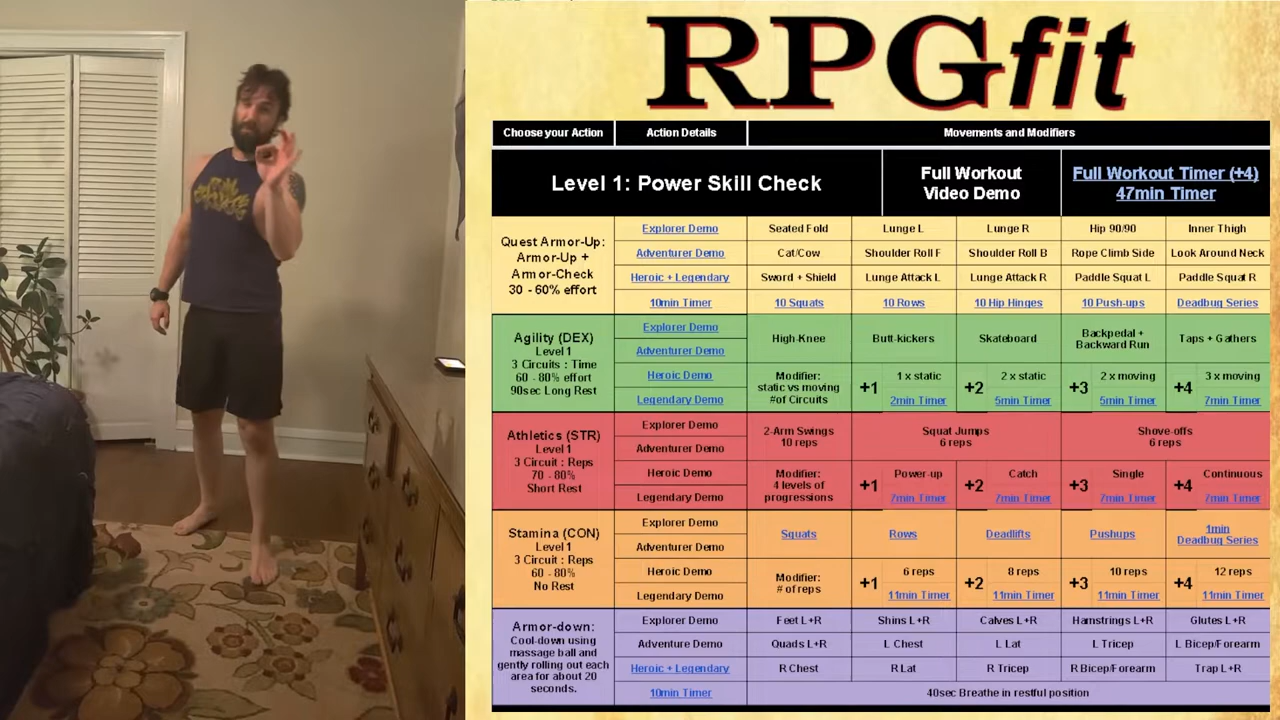 RPGfit
Choose your Action
Action Details
Movements and Modifiers
Level 1: Power Skill Check
Full Workout
Video Demo
Full Workout Timer (+4)
47min Timer
Quest Armor-Up:
Armor-Up +
Armor-Check
30 - 60% effort
Explorer Demo
Seated Fold
Lunge L
Lunge R
Hip 90/90
Inner Thigh
Adventurer Demo
Cat/Cow
Shoulder Roll F
Shoulder Roll B
Rope Climb Side
Look Around Neck
Heroic + Legendary
Sword + Shield
Lunge Attack L
Lunge Attack R
Paddle Squat L
Paddle Squat R
10min Timer
10 Squats
10 Rows
10 Hip Hinges
10 Push-ups
Deadbug Series
Agility (DEX)
Level 1
3 Circuits : Time
60 - 80% effort
90sec Long Rest
Explorer Demo
Adventurer Demo
High-Knee
Butt-kickers
Skateboard
Backpedal +
Backward Run
Taps + Gathers
Heroic Demo
Legendary Demo
Modifier:
static vs moving
#of Circuits
+1
1 x static
2min Timer
+2
2 x static
5min Timer
+3
2 x moving
5min Timer
+4
3 x moving
7min Timer
Athletics (STR)
Level 1
3 Circuit : Reps
70 - 80%
Short Rest
Explorer Demo
Adventurer Demo
2-Arm Swings
10 reps
Squat Jumps
6 reps
Shove-offs
6 reps
Heroic Demo
Legendary Demo
Modifier:
4 levels of
progressions
+1
Power-up
7min Timer
+2
Catch
7min Timer
+3
Single
7min Timer
+4
Continuous
7min Timer
Stamina (CON)
Level 1
3 Circuit : Reps
60 - 80%
No Rest
Explorer Demo
Adventurer Demo
Squats
Rows
Deadlifts
Pushups
1min
Deadbug Series
Heroic Demo
Legendary Demo
Modifier:
# of reps
+1
6 reps
11min Timer
+2
8 reps
11min Timer
+3
10 reps
11min Timer
+4
12 reps
11min Timer
Armor-down:
Cool-down using
massage ball and
gently rolling out each
area for about 20
seconds.
Explorer Demo
Feet L+R
Shins L+R
Calves L+R
Hamstrings L+R
Glutes L+R
Adventure Demo
Quads L+R
L Chest
L Lat
L Tricep
L Bicep/Forearm
Heroic + Legendary
R Chest
R Lat
R Tricep
R Bicep/Forearm
Trap L+R
10min Timer
40sec Breathe in restful position